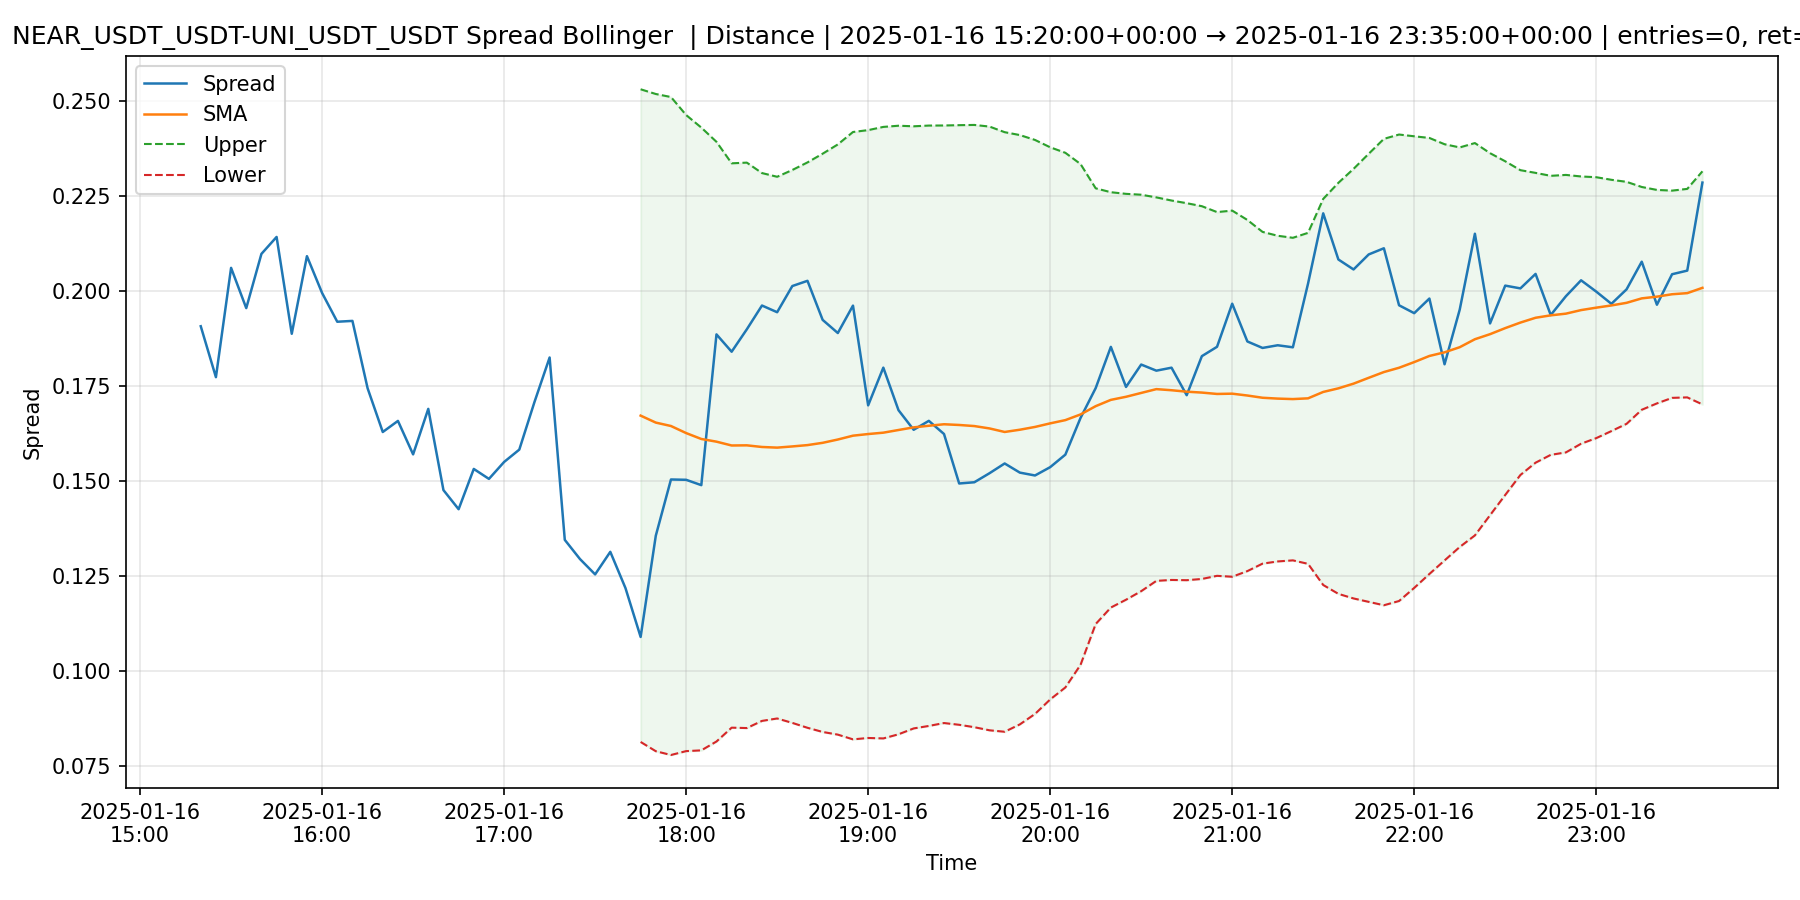 NEAR_USDT_USDT-UNI_USDT_USDT Spread Bollinger | Distance | 2025-01-16 15:20:00+00:00 → 2025-01-16 23:35:00+00:00 | entries=0, ret=
Spread
SMA
Upper
Lower
0.250
0.225
0.200
0.175
0.150
0.125
0.100
0.075
Spread
2025-01-16 2025-01-16 2025-01-16 2025-01-16 2025-01-16 2025-01-16 2025-01-16 2025-01-16 2025-01-16
15:00 16:00 17:00 18:00 19:00 20:00 21:00 22:00 23:00
Time